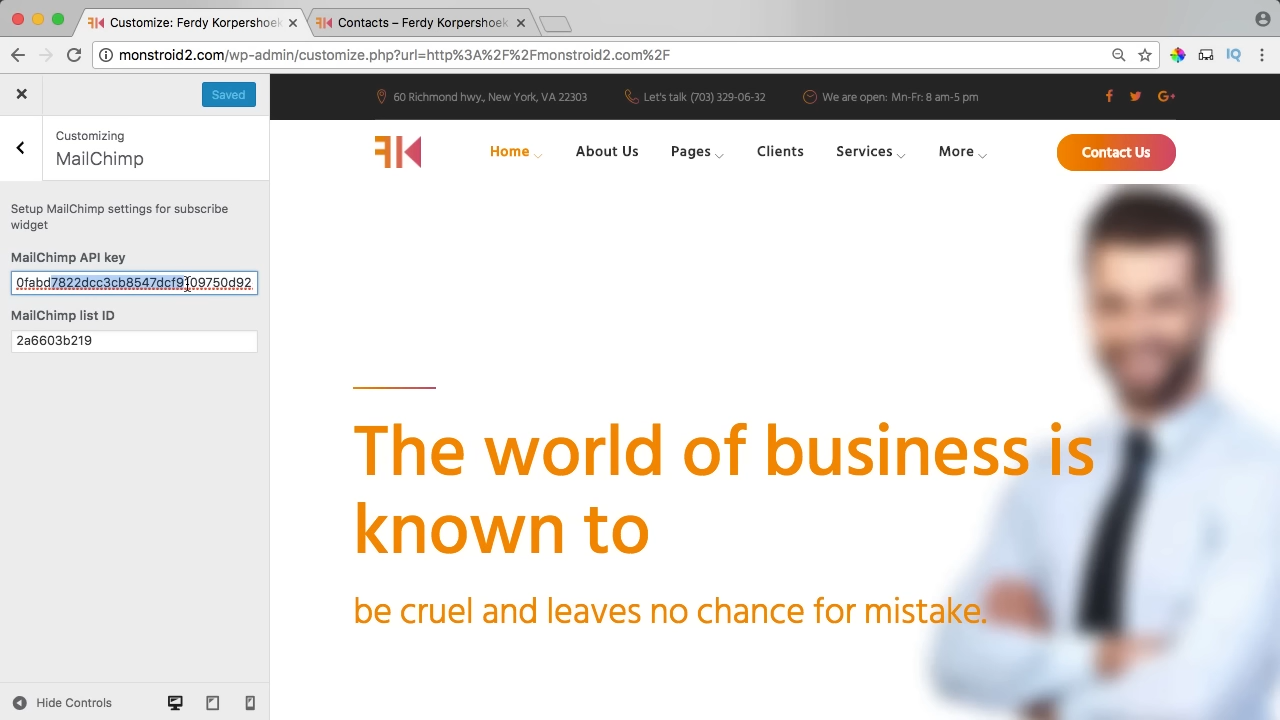 Customize: Ferdy Korpershoek
Contacts – Ferdy Korpershoek
monstroid2.com/wp-admin/customize.php?url=http%3A%2F%2Fmonstroid2.com%2F
Saved
Customizing
MailChimp
Setup MailChimp settings for subscribe
widget
MailChimp API key
0fabd7822dcc3cb8547dcf9109750d92
MailChimp list ID
2a6603b219
Hide Controls
60 Richmond hwy., New York, VA 22303
Let's talk (703) 329-06-32
We are open: Mn-Fr: 8 am-5 pm
Home
About Us
Pages
Clients
Services
More
Contact Us
The world of business is
known to
be cruel and leaves no chance for mistake.